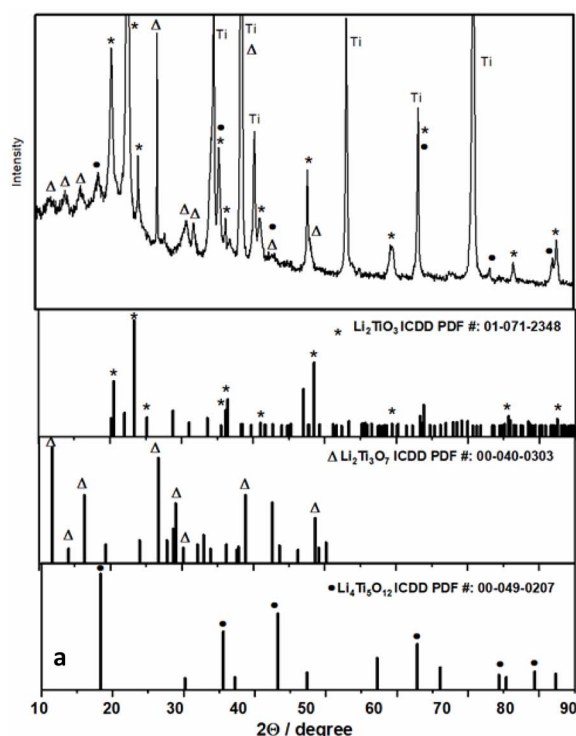 Intensity
Δ Δ Δ ● * * * Δ Δ Δ Ti ● * * Ti Δ Ti * ● Δ * Δ Ti * Ti * ● Ti ● * ● *
Li₂TiO₃ ICDD PDF #: 01-071-2348
* * * * * * * * * * *
Δ Li₂Ti₃O₇ ICDD PDF #: 00-040-0303
Δ Δ Δ Δ Δ Δ Δ Δ
●Li₄Ti₅O₁₂ ICDD PDF #: 00-049-0207
● ● ● ● ● ●
a
10 20 30 40 50 60 70 80 90
2Θ / degree